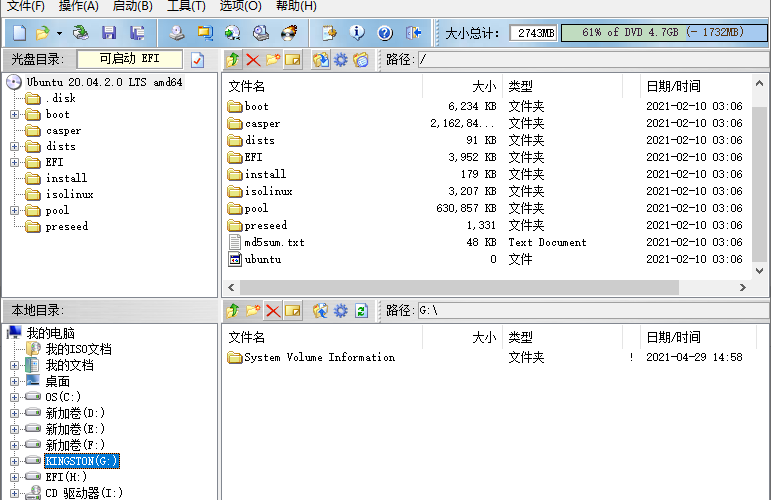 文件(F) 操作(A) 启动(B) 工具(T) 选项(O) 帮助(H)
大小总计: 2743MB 61% of DVD 4.7GB (- 1732MB)
光盘目录: 可启动 EFI 路径: /
Ubuntu 20.04.2.0 LTS amd64
.disk
boot
casper
dists
EFI
install
isolinux
pool
preseed
文件名 大小 类型 日期/时间
boot 6,234 KB 文件夹 2021-02-10 03:06
casper 2,162,84... 文件夹 2021-02-10 03:06
dists 91 KB 文件夹 2021-02-10 03:06
EFI 3,952 KB 文件夹 2021-02-10 03:06
install 179 KB 文件夹 2021-02-10 03:06
isolinux 3,207 KB 文件夹 2021-02-10 03:06
pool 630,857 KB 文件夹 2021-02-10 03:06
preseed 1,331 文件夹 2021-02-10 03:06
md5sum.txt 48 KB Text Document 2021-02-10 03:06
ubuntu 0 文件 2021-02-10 03:06
本地目录: 路径: G:\
我的电脑
我的ISO文档
我的文档
桌面
OS(C:)
新加卷(D:)
新加卷(E:)
新加卷(F:)
KINGSTON(G:)
EFI(H:)
CD 驱动器(I:)
文件名 大小 类型 日期/时间
System Volume Information 文件夹 ! 2021-04-29 14:58